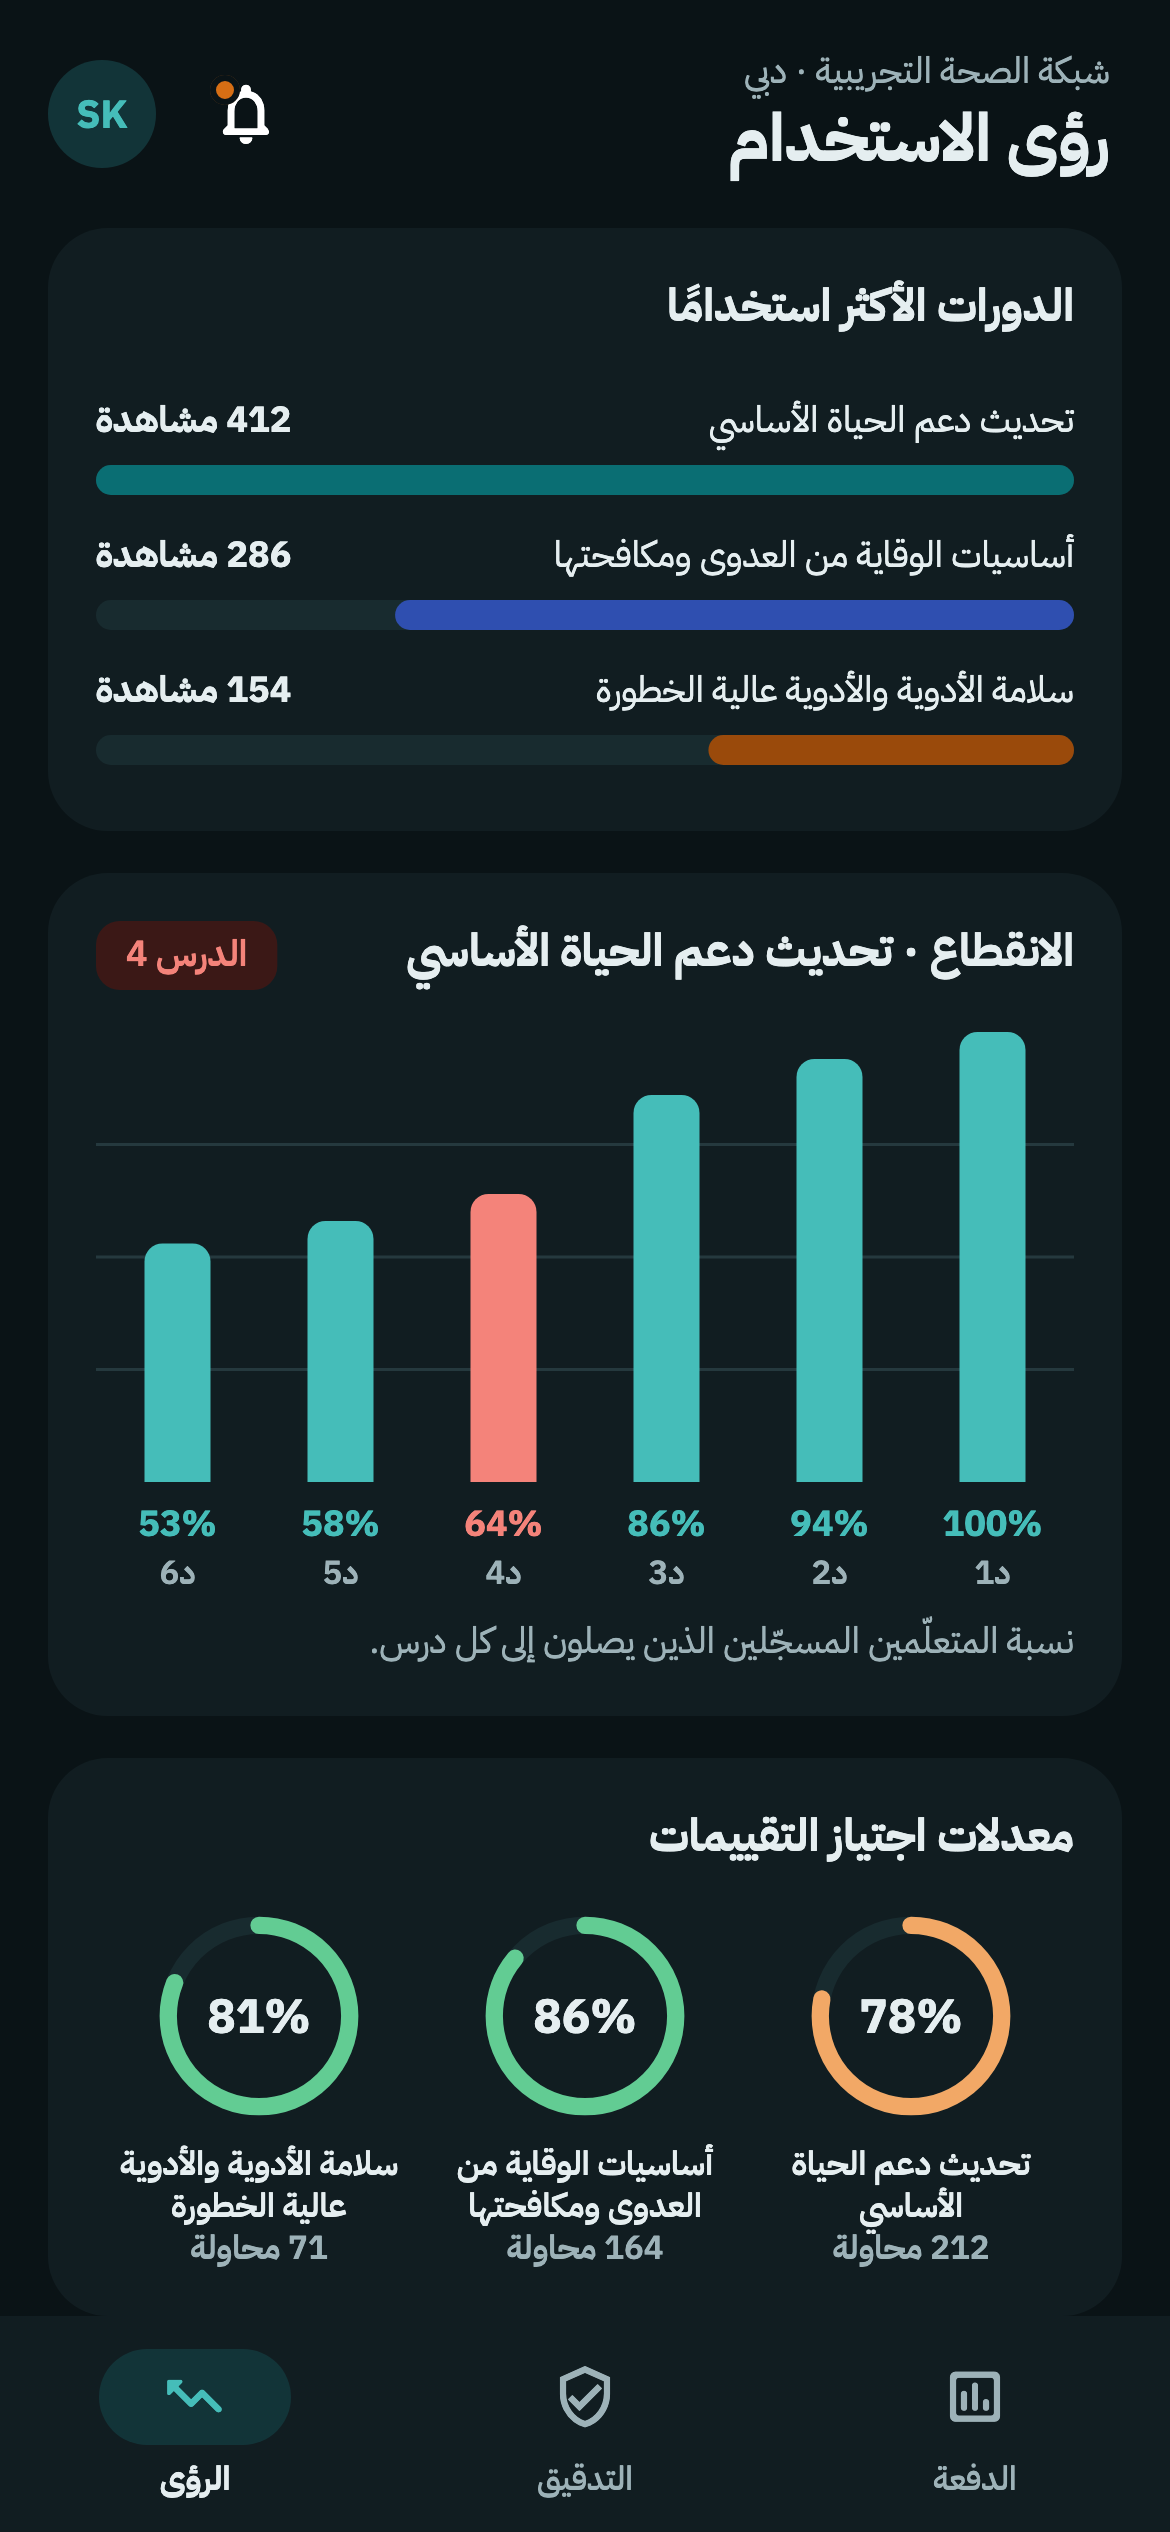 شبكة الصحة التجريبية · دبي
رؤى الاستخدام
SK
الدورات الأكثر استخدامًا
تحديث دعم الحياة الأساسي
412 مشاهدة
أساسيات الوقاية من العدوى ومكافحتها
286 مشاهدة
سلامة الأدوية والأدوية عالية الخطورة
154 مشاهدة
الانقطاع · تحديث دعم الحياة الأساسي
الدرس 4
100% 94% 86% 64% 58% 53%
د1 د2 د3 د4 د5 د6
نسبة المتعلّمين المسجّلين الذين يصلون إلى كل درس.
معدلات اجتياز التقييمات
78%
تحديث دعم الحياة
الأساسي
212 محاولة
86%
أساسيات الوقاية من
العدوى ومكافحتها
164 محاولة
81%
سلامة الأدوية والأدوية
عالية الخطورة
71 محاولة
الدفعة
التدقيق
الرؤى